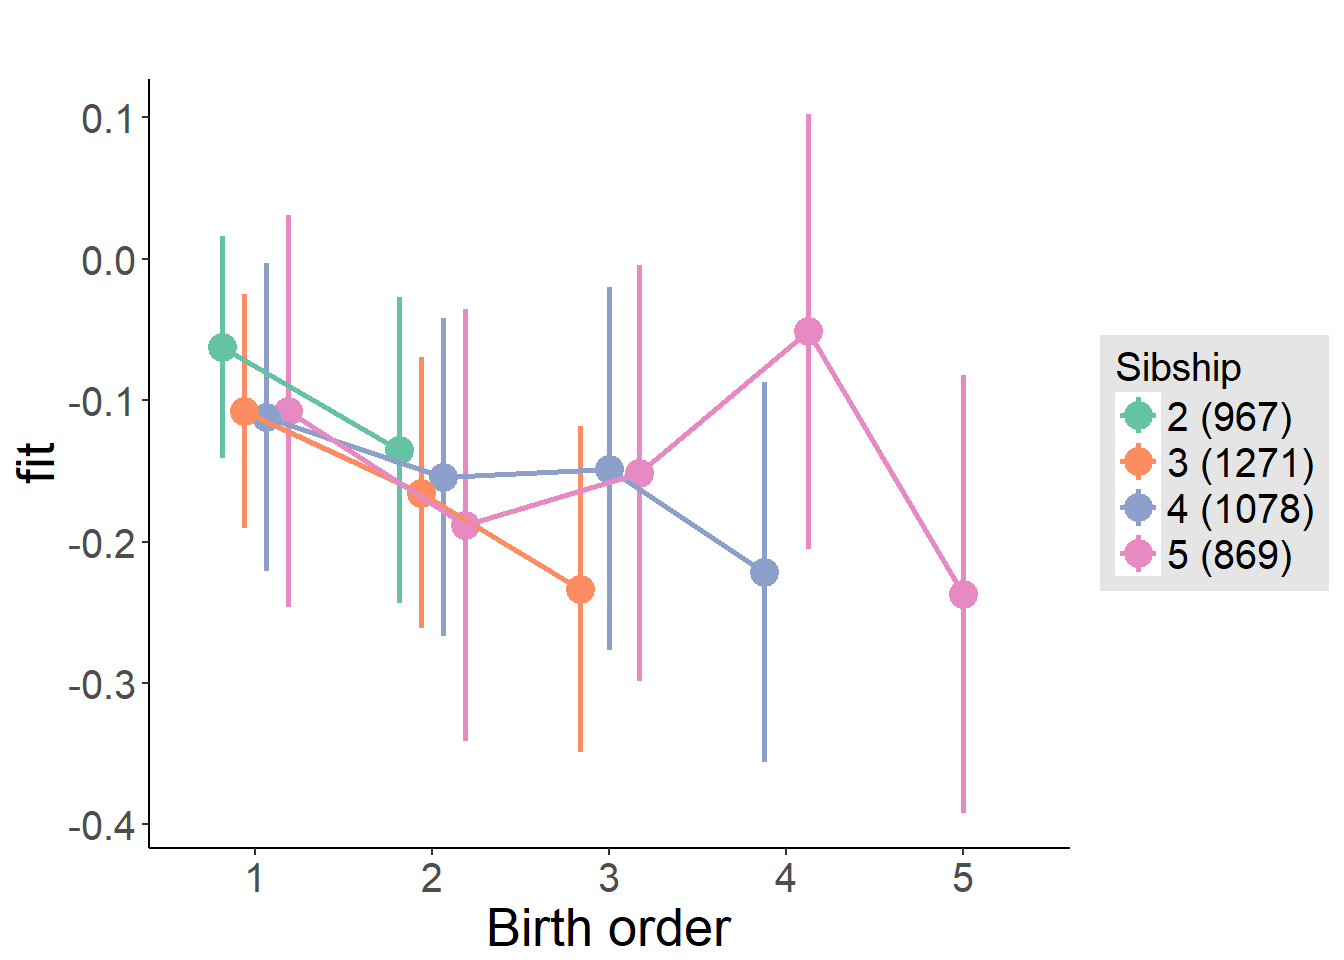 0.1
0.0
-0.1
-0.2
-0.3
-0.4
fit
1 2 3 4 5
Birth order
Sibship
2 (967)
3 (1271)
4 (1078)
5 (869)